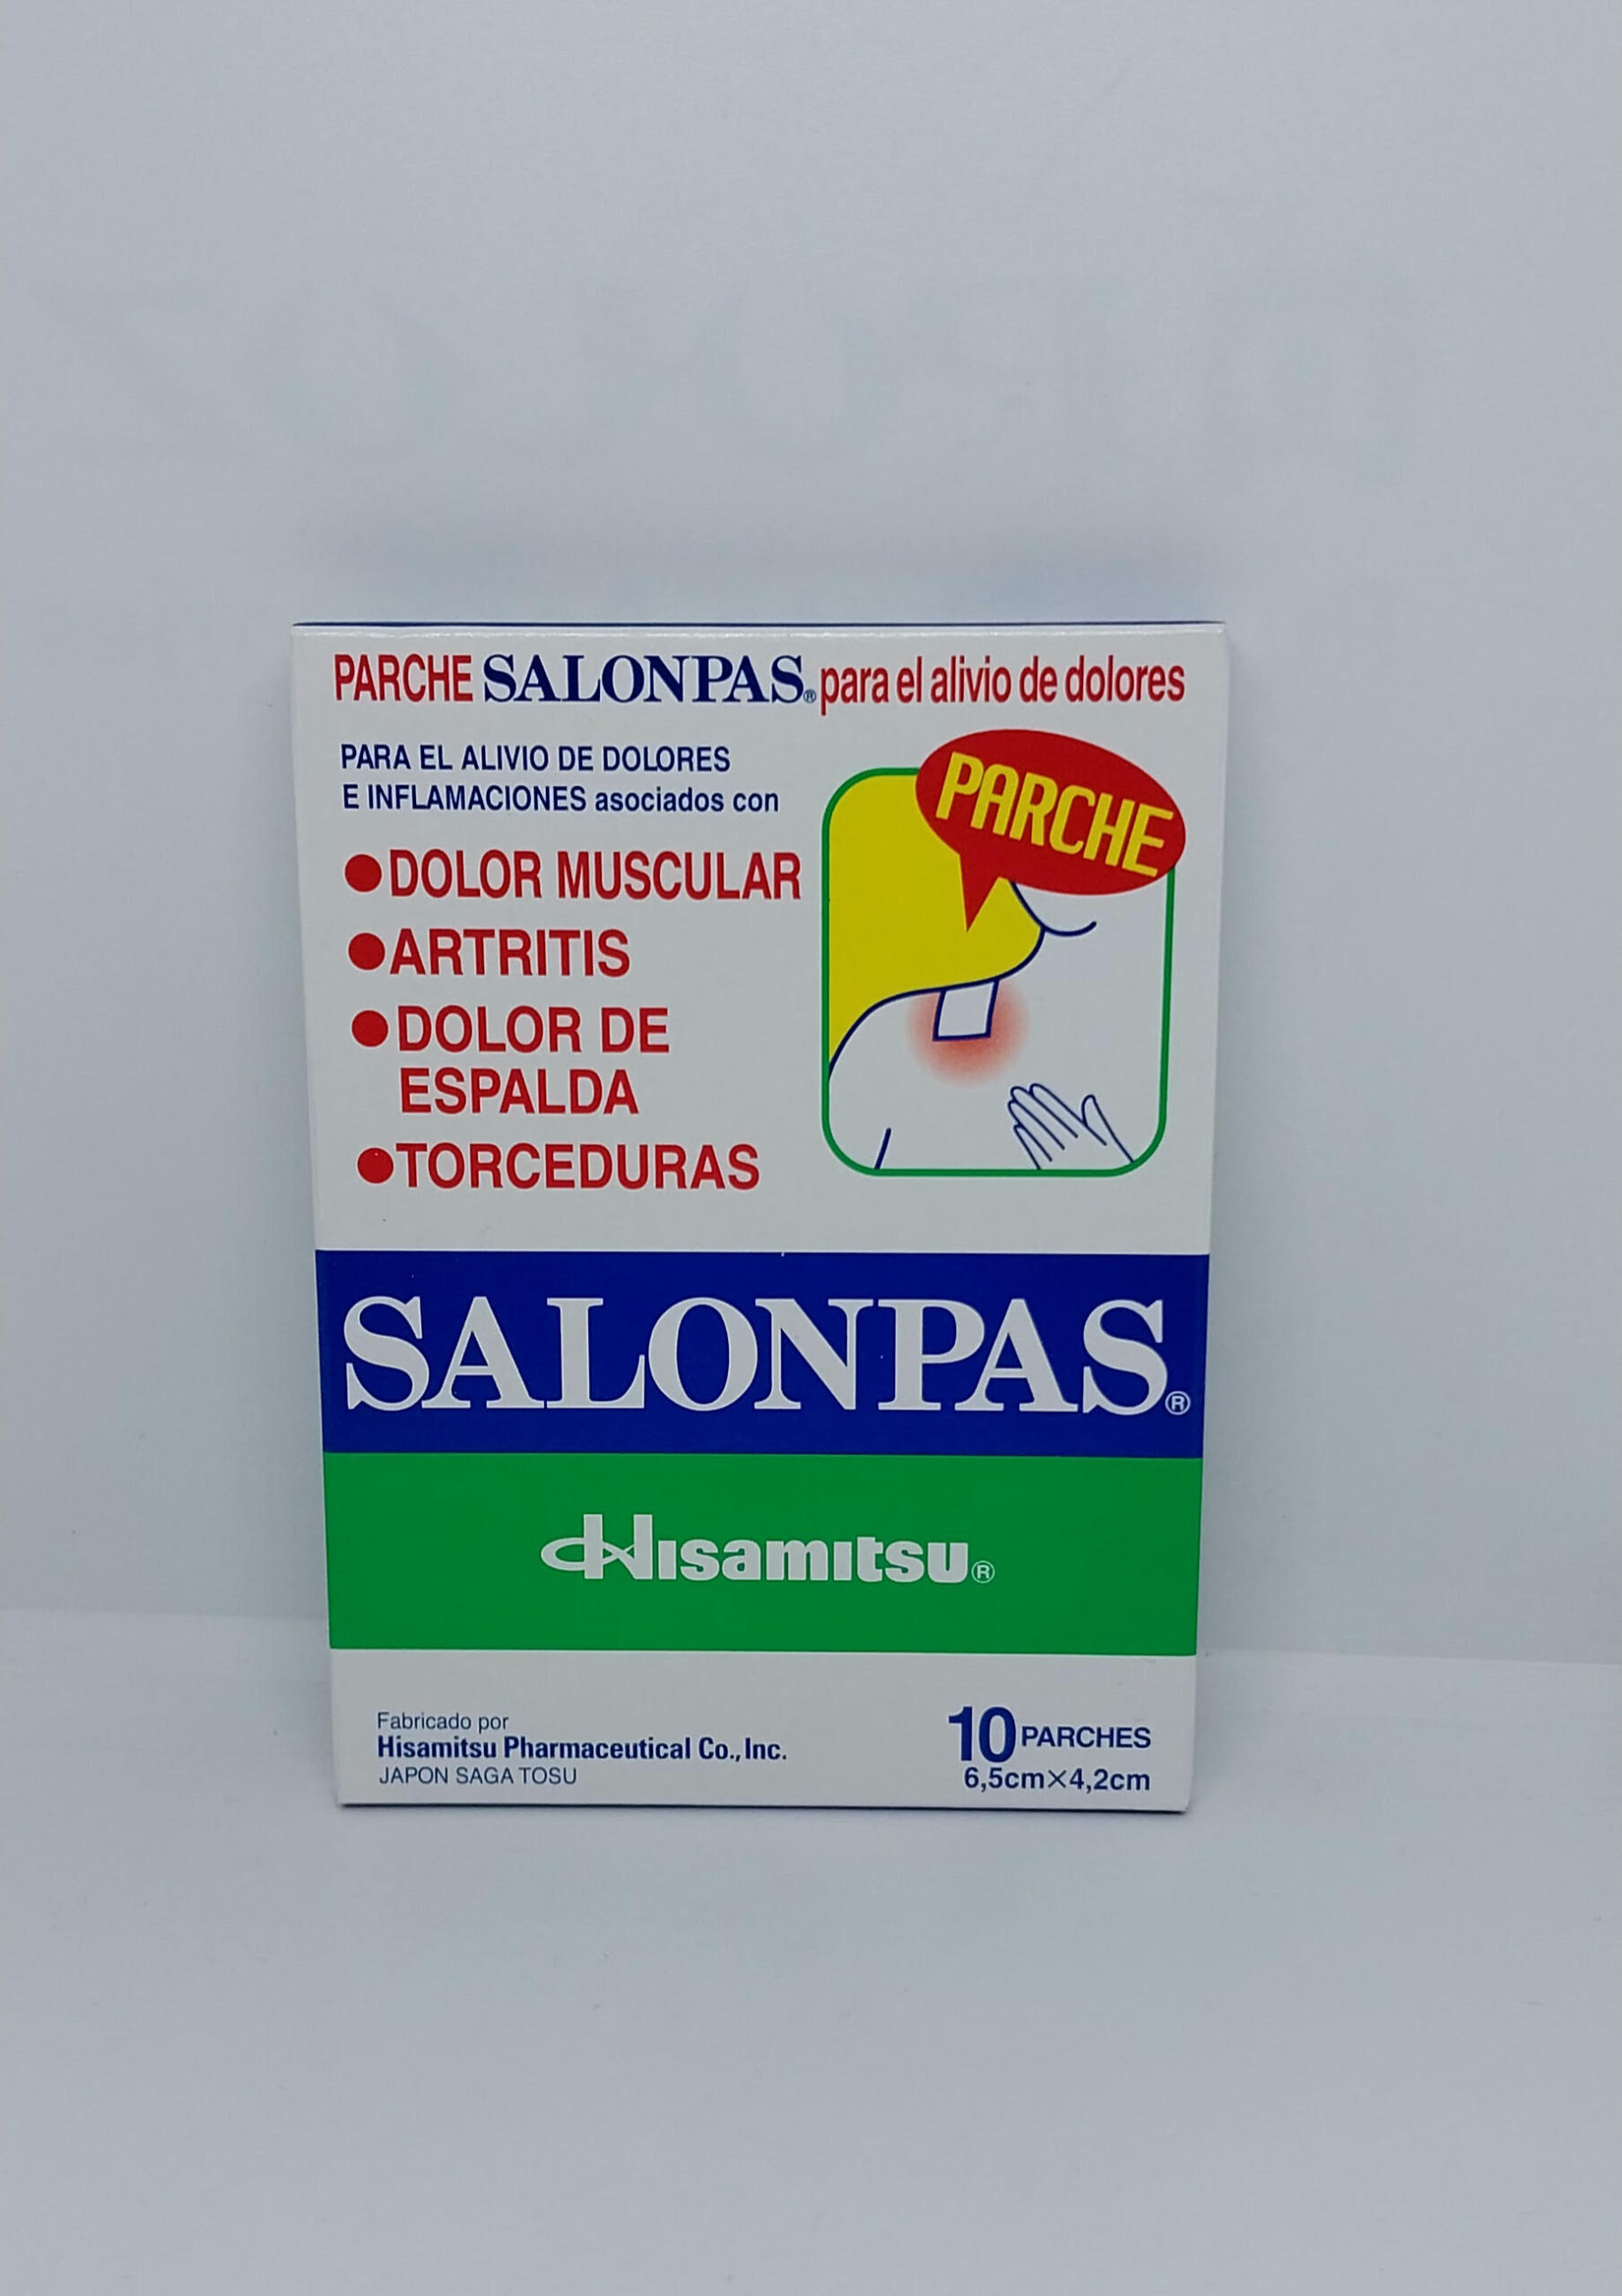 PARCHE SALONPAS® para el alivio de dolores
PARA EL ALIVIO DE DOLORES
E INFLAMACIONES asociados con
PARCHE
●DOLOR MUSCULAR
●ARTRITIS
●DOLOR DE
ESPALDA
●TORCEDURAS
SALONPAS®
Hisamitsu®
Fabricado por
Hisamitsu Pharmaceutical Co., Inc.
JAPON SAGA TOSU
10 PARCHES
6,5cm×4,2cm